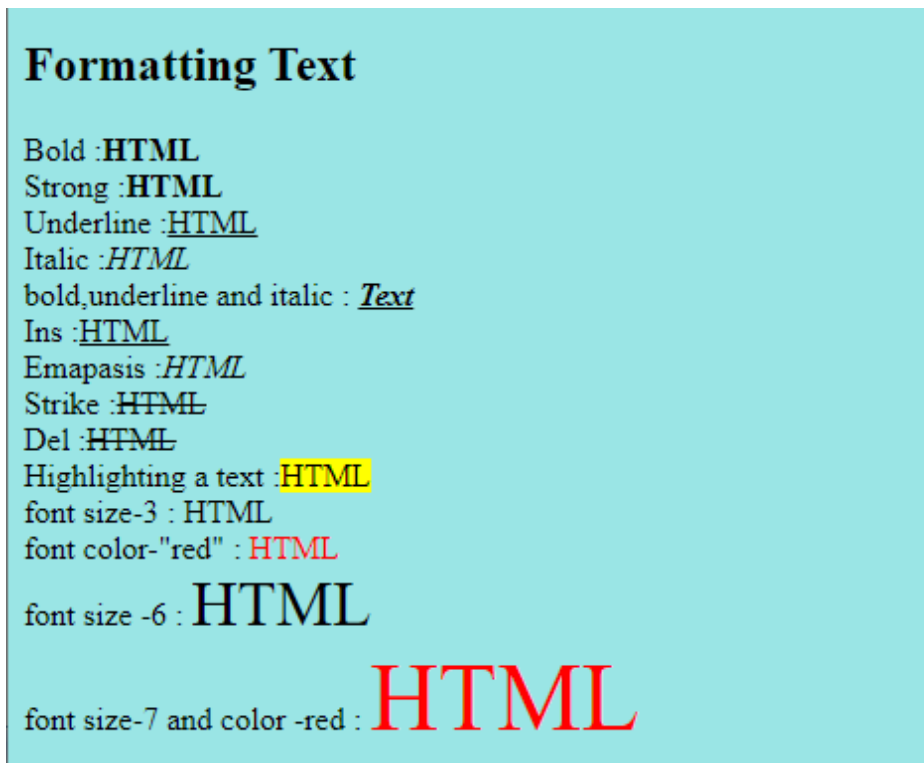 Formatting Text
Bold :HTML
Strong :HTML
Underline :HTML
Italic :HTML
bold,underline and italic : Text
Ins :HTML
Emapasis :HTML
Strike :HTML
Del :HTML
Highlighting a text :HTML
font size-3 : HTML
font color-"red" : HTML
font size -6 : HTML
font size-7 and color -red : HTML